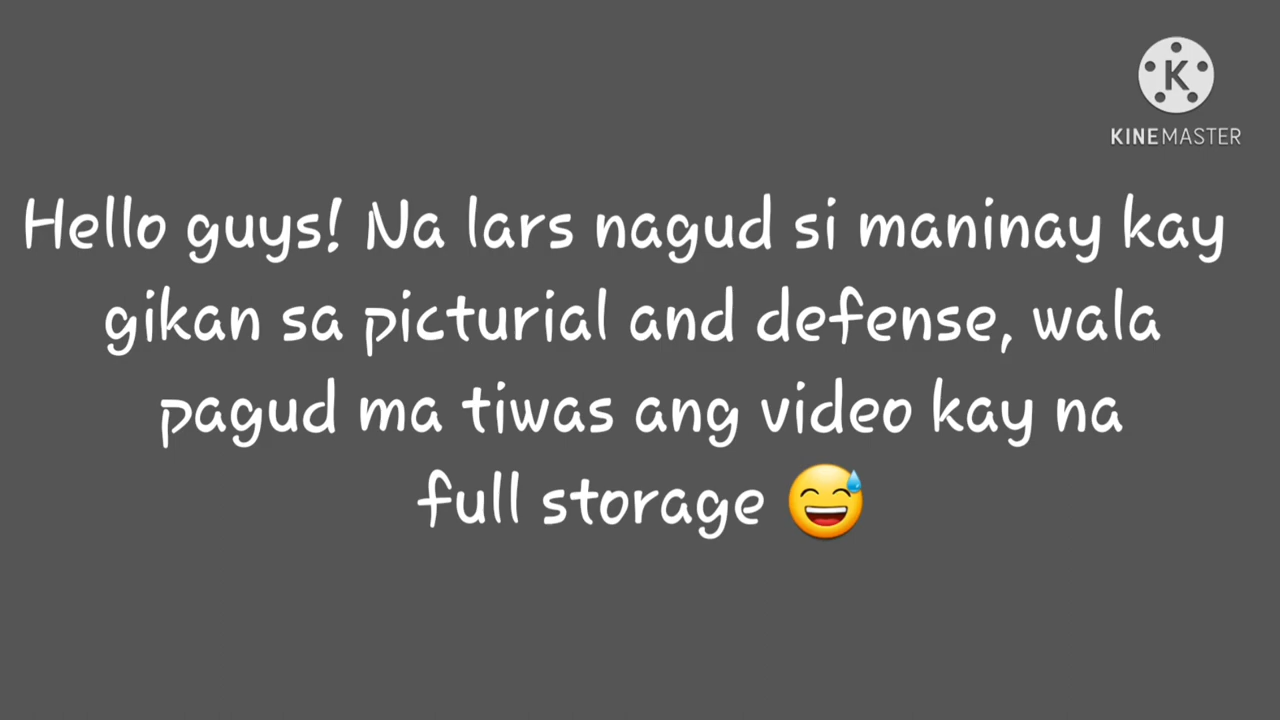 KINEMASTER
Hello guys! Na lars nagud si maninay kay
gikan sa picturial and defense, wala
pagud ma tiwas ang video kay na
full storage 😅